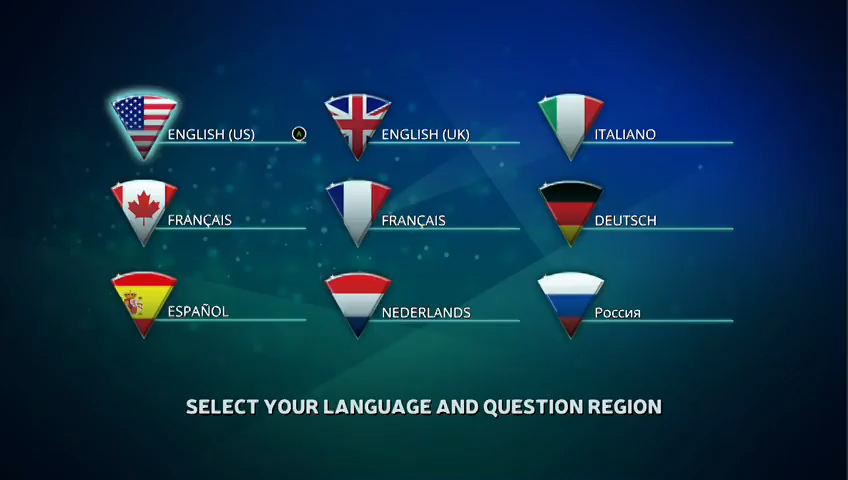 ENGLISH (US)
A
ENGLISH (UK)
ITALIANO
FRANÇAIS
FRANÇAIS
DEUTSCH
ESPAÑOL
NEDERLANDS
Россия
SELECT YOUR LANGUAGE AND QUESTION REGION